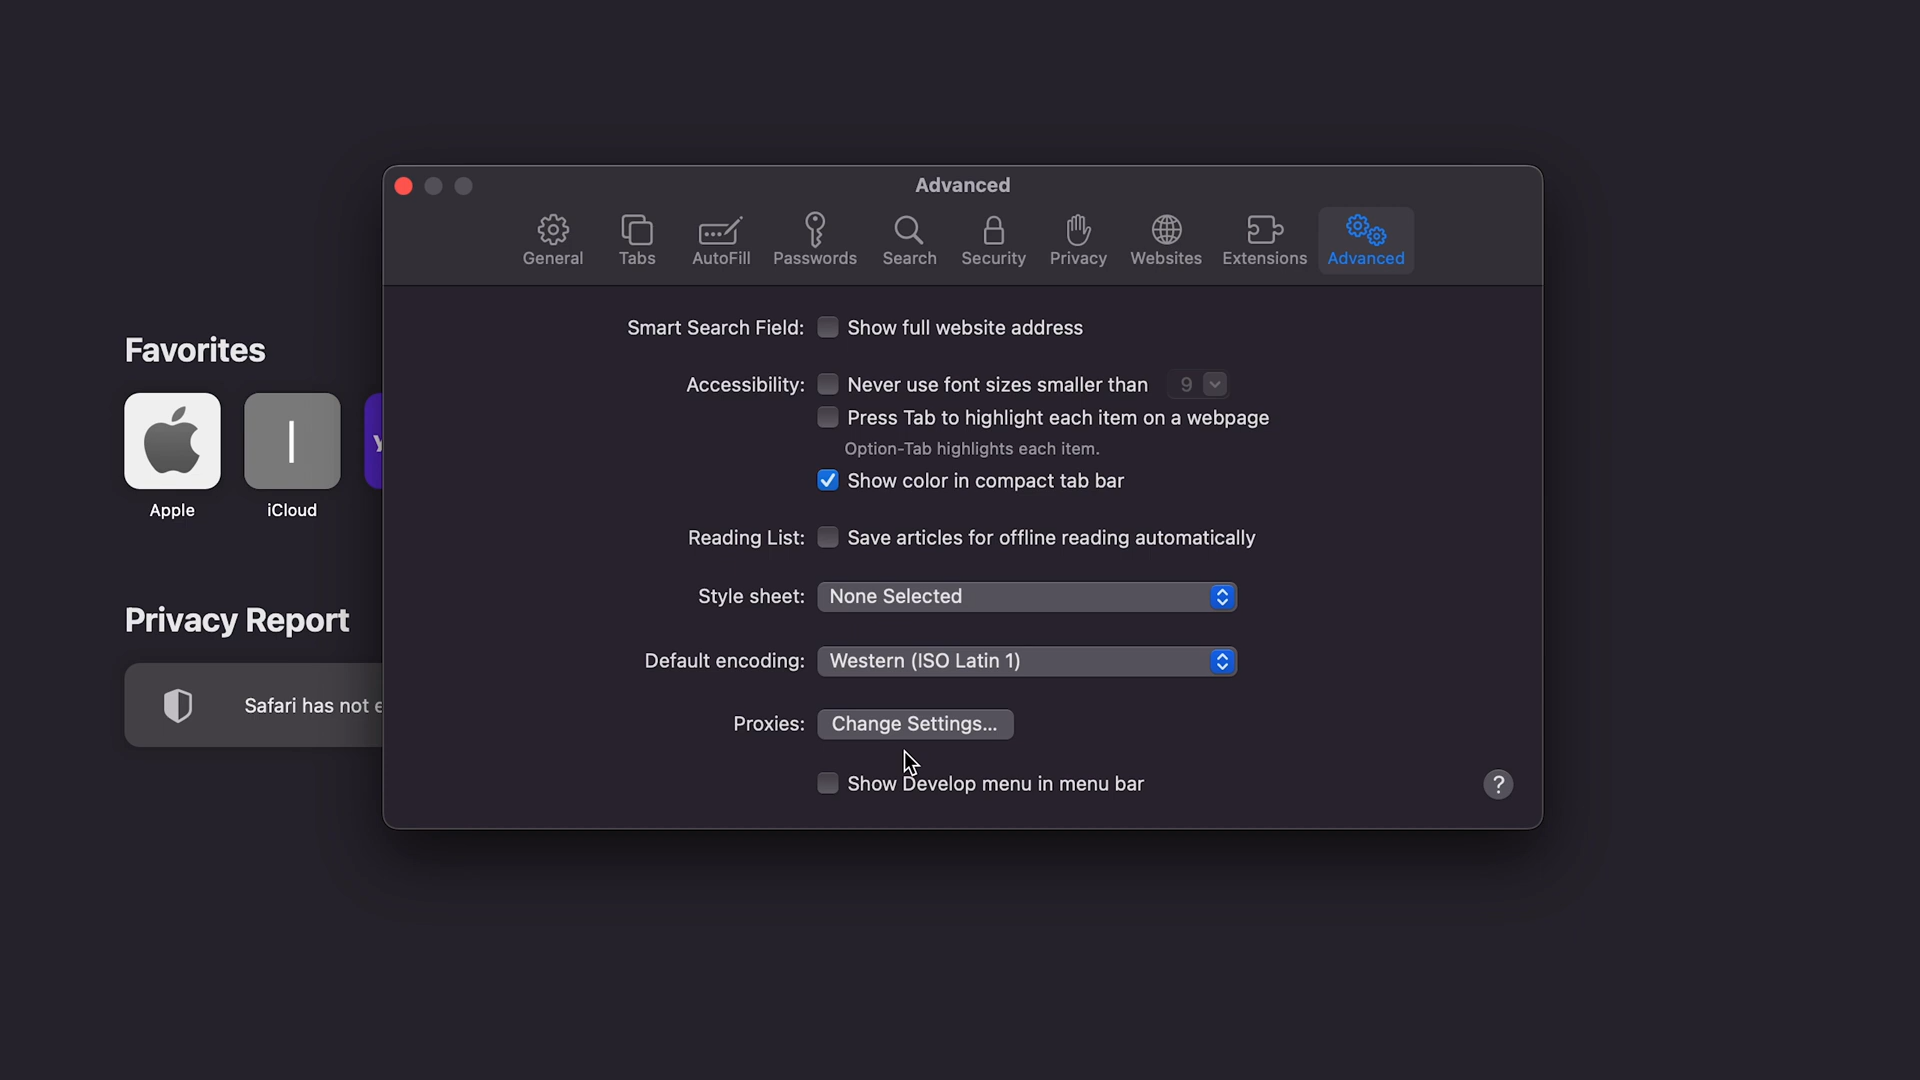 Advanced
General Tabs AutoFill Passwords Search Security Privacy Websites Extensions Advanced
Smart Search Field: Show full website address
Accessibility: Never use font sizes smaller than 9
Press Tab to highlight each item on a webpage
Option-Tab highlights each item.
Show color in compact tab bar
Reading List: Save articles for offline reading automatically
Style sheet: None Selected
Default encoding: Western (ISO Latin 1)
Proxies: Change Settings...
Show Develop menu in menu bar
?
Favorites
I
Apple iCloud
Privacy Report
Safari has not